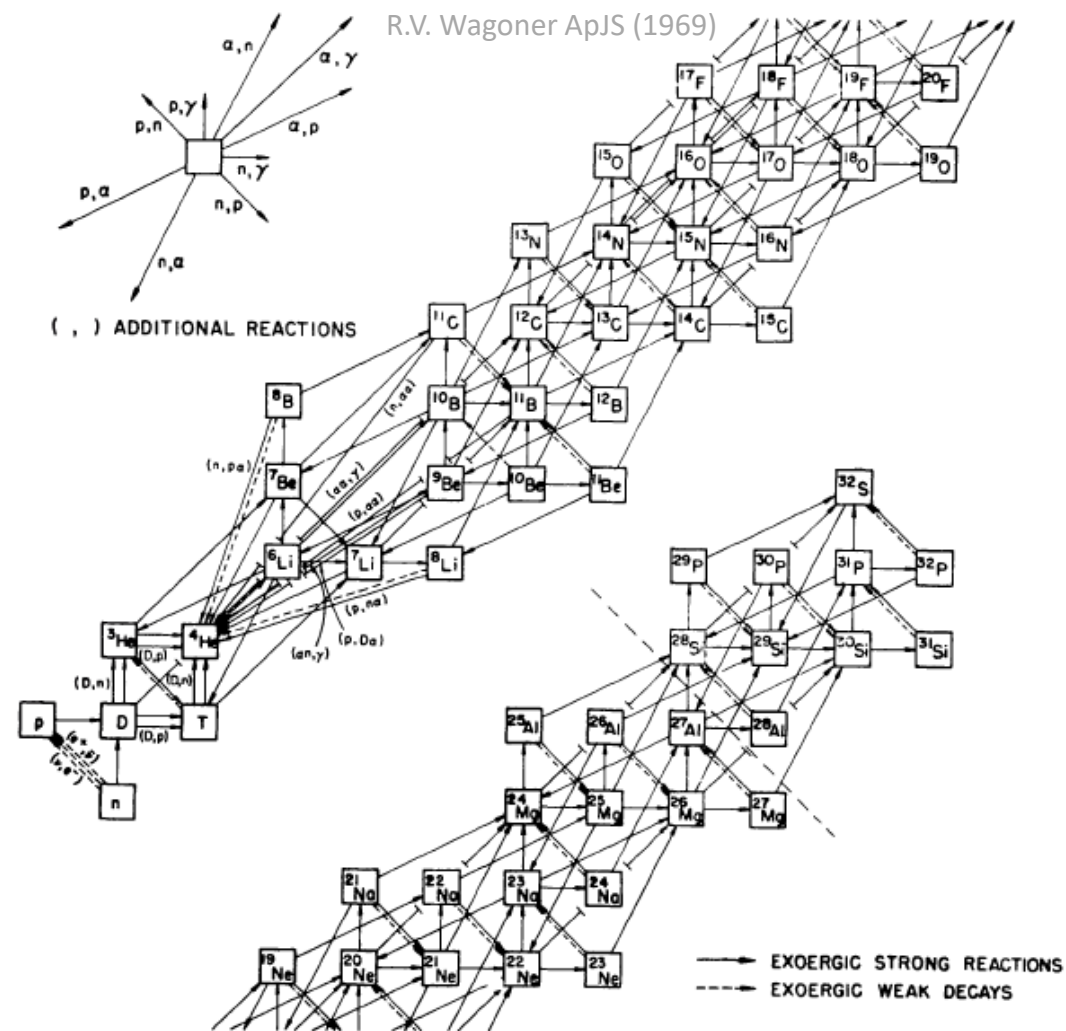 R.V. Wagoner ApJS (1969)
α,n
α,γ
p,γ
p,n
α,p
n,γ
p,α
n,p
n,α
( , ) ADDITIONAL REACTIONS
17F 18F 19F 20F
15O 16O 17O 18O 19O
13N 14N 15N 16N
11C 12C 13C 14C 15C
(n,αα)
8B 10B 11B 12B
(n,pα)
(αα,γ)
(p,αα)
7Be 9Be 10Be 11Be
6Li 7Li 8Li
(p,nα)
(p,Dα)
(αn,γ)
3He 4He
(D,p)
(D,n)
(D,n)
p D T
(D,p)
n
32S
29P 30P 31P 32P
28Si 29Si 30Si 31Si
25Al 26Al 27Al 28Al
24Mg 25Mg 26Mg 27Mg
21Na 22Na 23Na 24Na
19Ne 20Ne 21Ne 22Ne 23Ne
EXOERGIC STRONG REACTIONS
EXOERGIC WEAK DECAYS